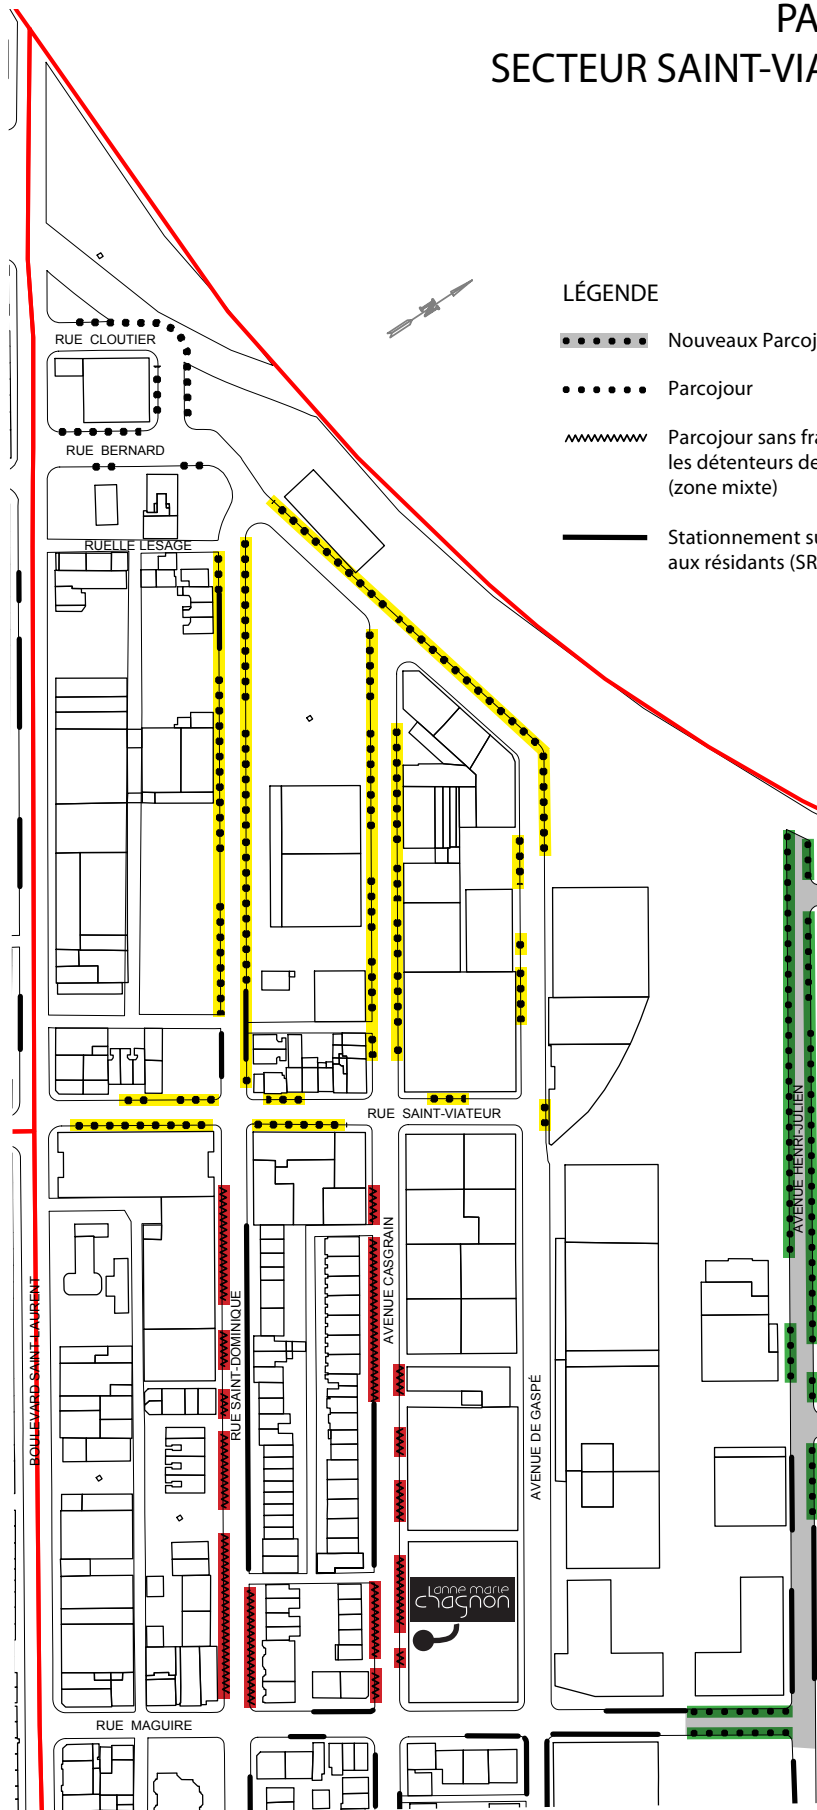 PA
SECTEUR SAINT-VIA
LÉGENDE
Nouveaux Parcoj
Parcojour
Parcojour sans fra
les détenteurs de
(zone mixte)
Stationnement su
aux résidants (SR
RUE CLOUTIER
RUE BERNARD
RUELLE LESAGE
RUE SAINT-VIATEUR
AVENUE HENRI-JULIEN
AVENUE CASGRAIN
BOULEVARD SAINT-LAURENT
RUE SAINT-DOMINIQUE
AVENUE DE GASPÉ
anne marie
chagnon
RUE MAGUIRE